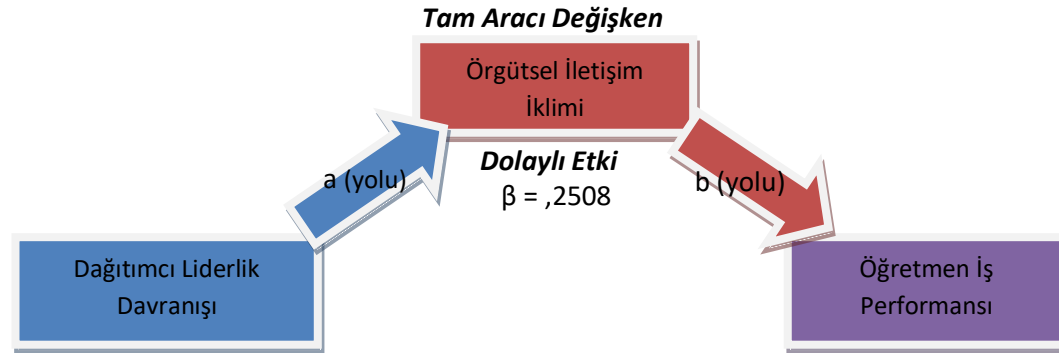 Tam Aracı Değişken
Örgütsel İletişim
İklimi
Dolaylı Etki
β = ,2508
a (yolu)
b (yolu)
Dağıtımcı Liderlik
Davranışı
Öğretmen İş
Performansı